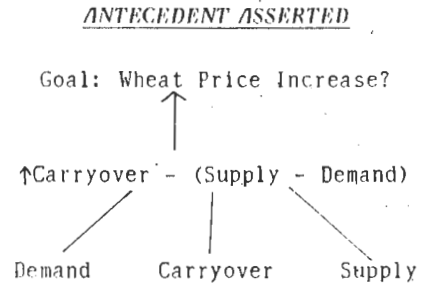 ANTECEDENT ASSERTED
Goal: Wheat Price Increase?
↑Carryover - (Supply - Demand)
Demand Carryover Supply